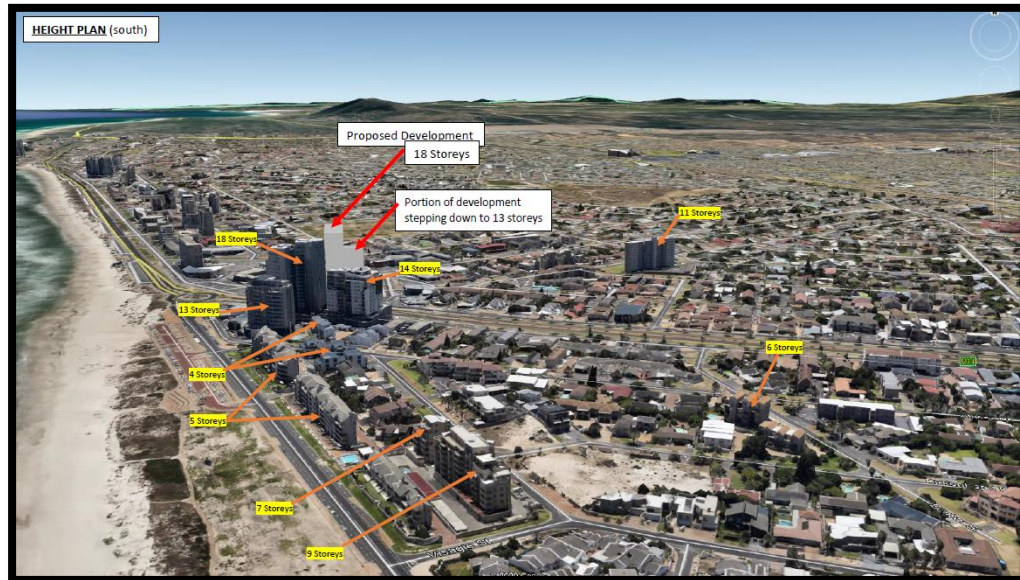 HEIGHT PLAN (south)
Proposed Development
18 Storeys
Portion of development
stepping down to 13 storeys
11 Storeys
18 Storeys
14 Storeys
13 Storeys
6 Storeys
4 Storeys
5 Storeys
7 Storeys
9 Storeys